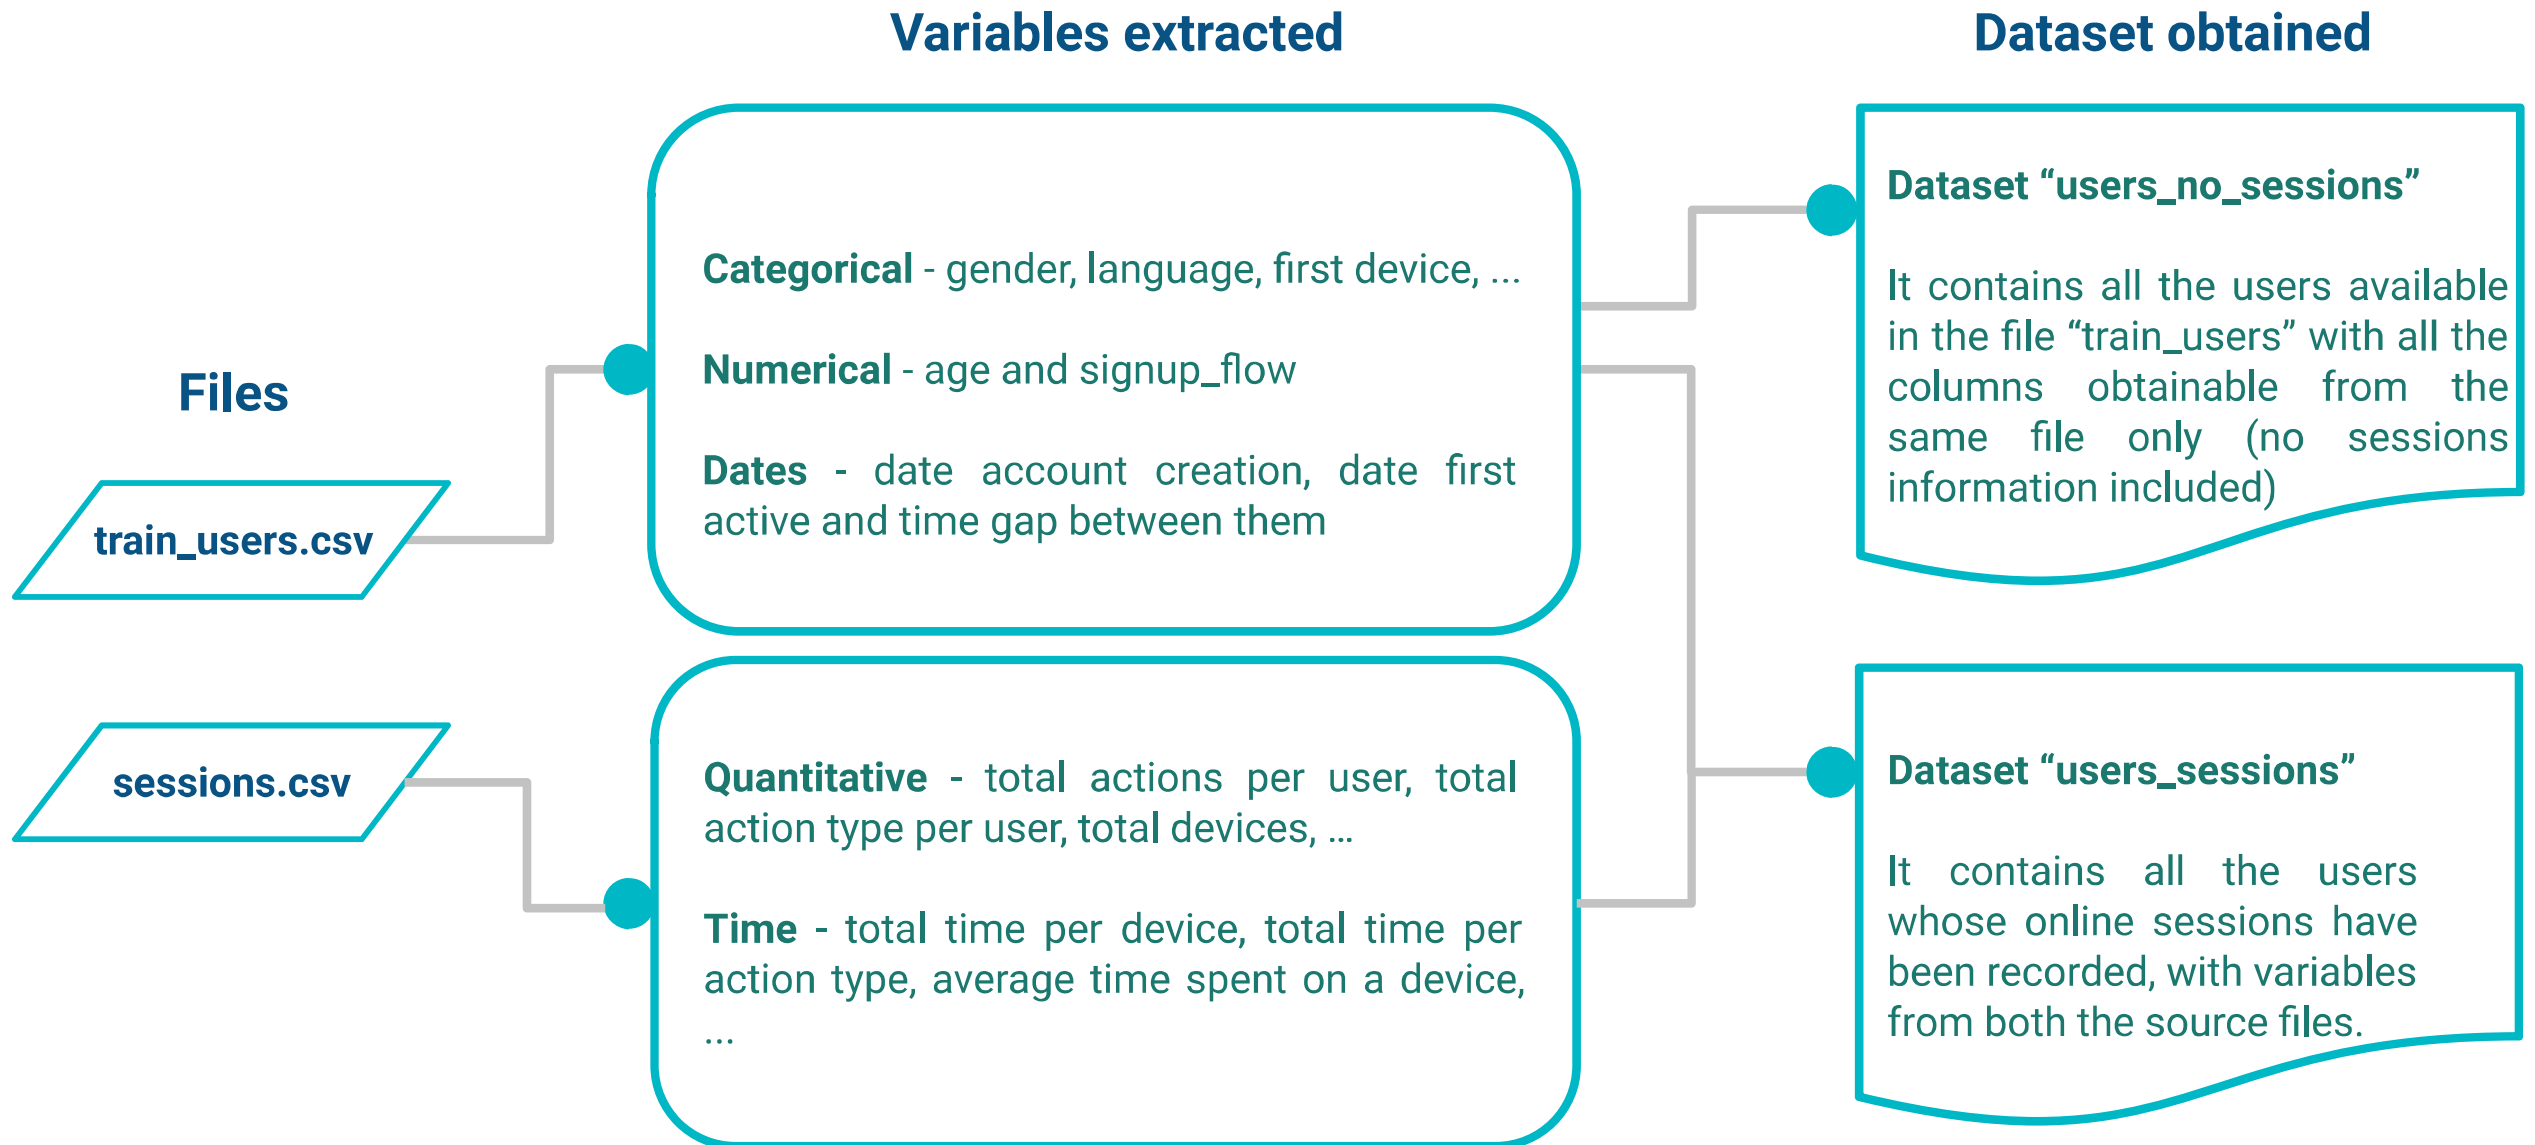 Variables extracted
Dataset obtained
Files
train_users.csv
sessions.csv
Categorical - gender, language, first device, ...
Numerical - age and signup_flow
Dates - date account creation, date first
active and time gap between them
Quantitative - total actions per user, total
action type per user, total devices, ...
Time - total time per device, total time per
action type, average time spent on a device,
...
Dataset “users_no_sessions”
It contains all the users available
in the file “train_users” with all the
columns obtainable from the
same file only (no sessions
information included)
Dataset “users_sessions”
It contains all the users
whose online sessions have
been recorded, with variables
from both the source files.